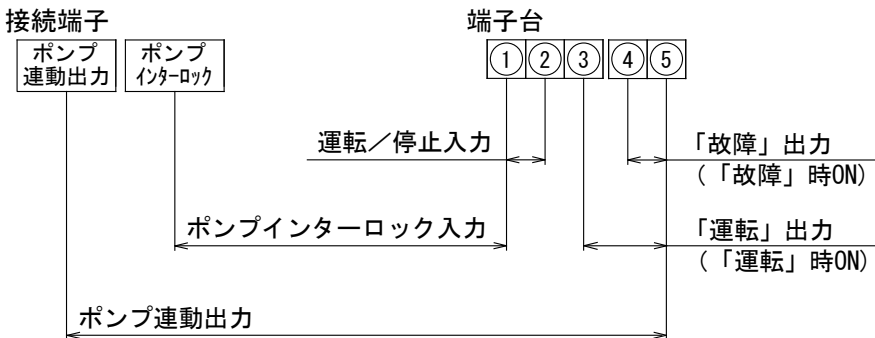 接続端子
端子台
ポンプ
連動出力
ポンプ
インターロック
① ② ③ ④ ⑤
運転／停止入力
「故障」出力
(「故障」時ON)
ポンプインターロック入力
「運転」出力
(「運転」時ON)
ポンプ連動出力